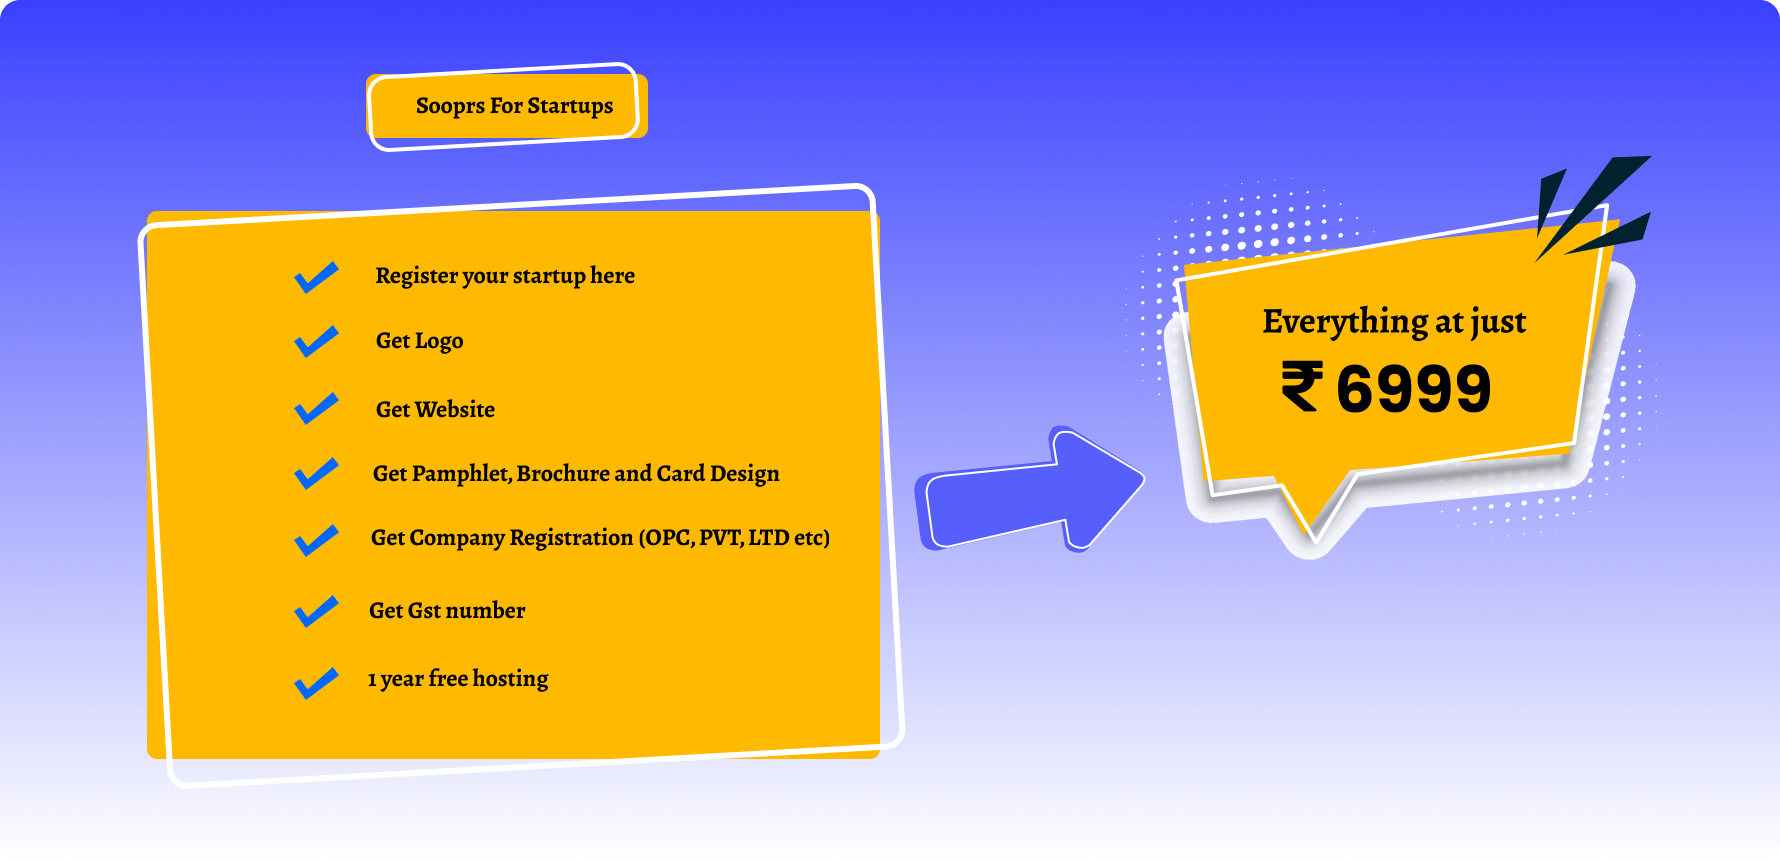 Sooprs For Startups
Register your startup here
Get Logo
Get Website
Get Pamphlet, Brochure and Card Design
Get Company Registration (OPC, PVT, LTD etc)
Get Gst number
1 year free hosting
Everything at just
₹ 6999